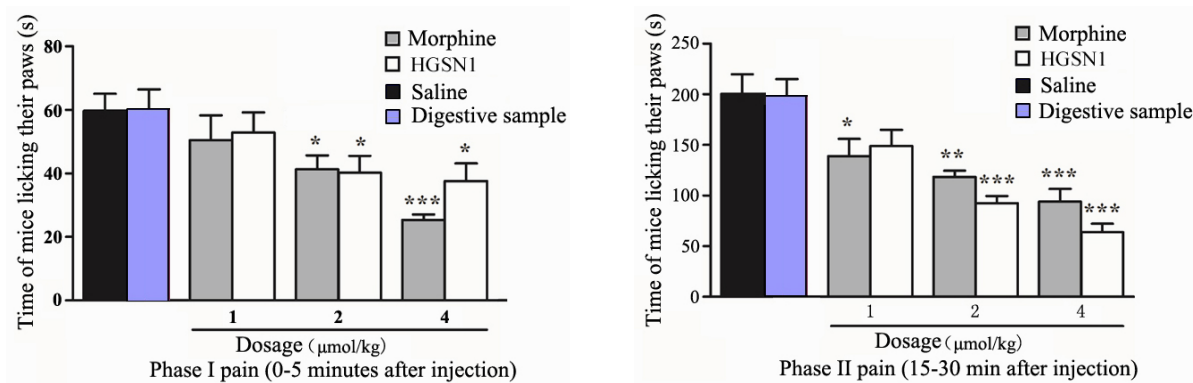 Time of mice licking their paws (s)
80
60
40
20
0
Morphine
HGSN1
Saline
Digestive sample
* *
*** *
1 2 4
Dosage (μmol/kg)
Phase I pain (0-5 minutes after injection)
Time of mice licking their paws (s)
250
200
150
100
50
0
Morphine
HGSN1
Saline
Digestive sample
*
** ***
*** ***
1 2 4
Dosage (μmol/kg)
Phase II pain (15-30 min after injection)